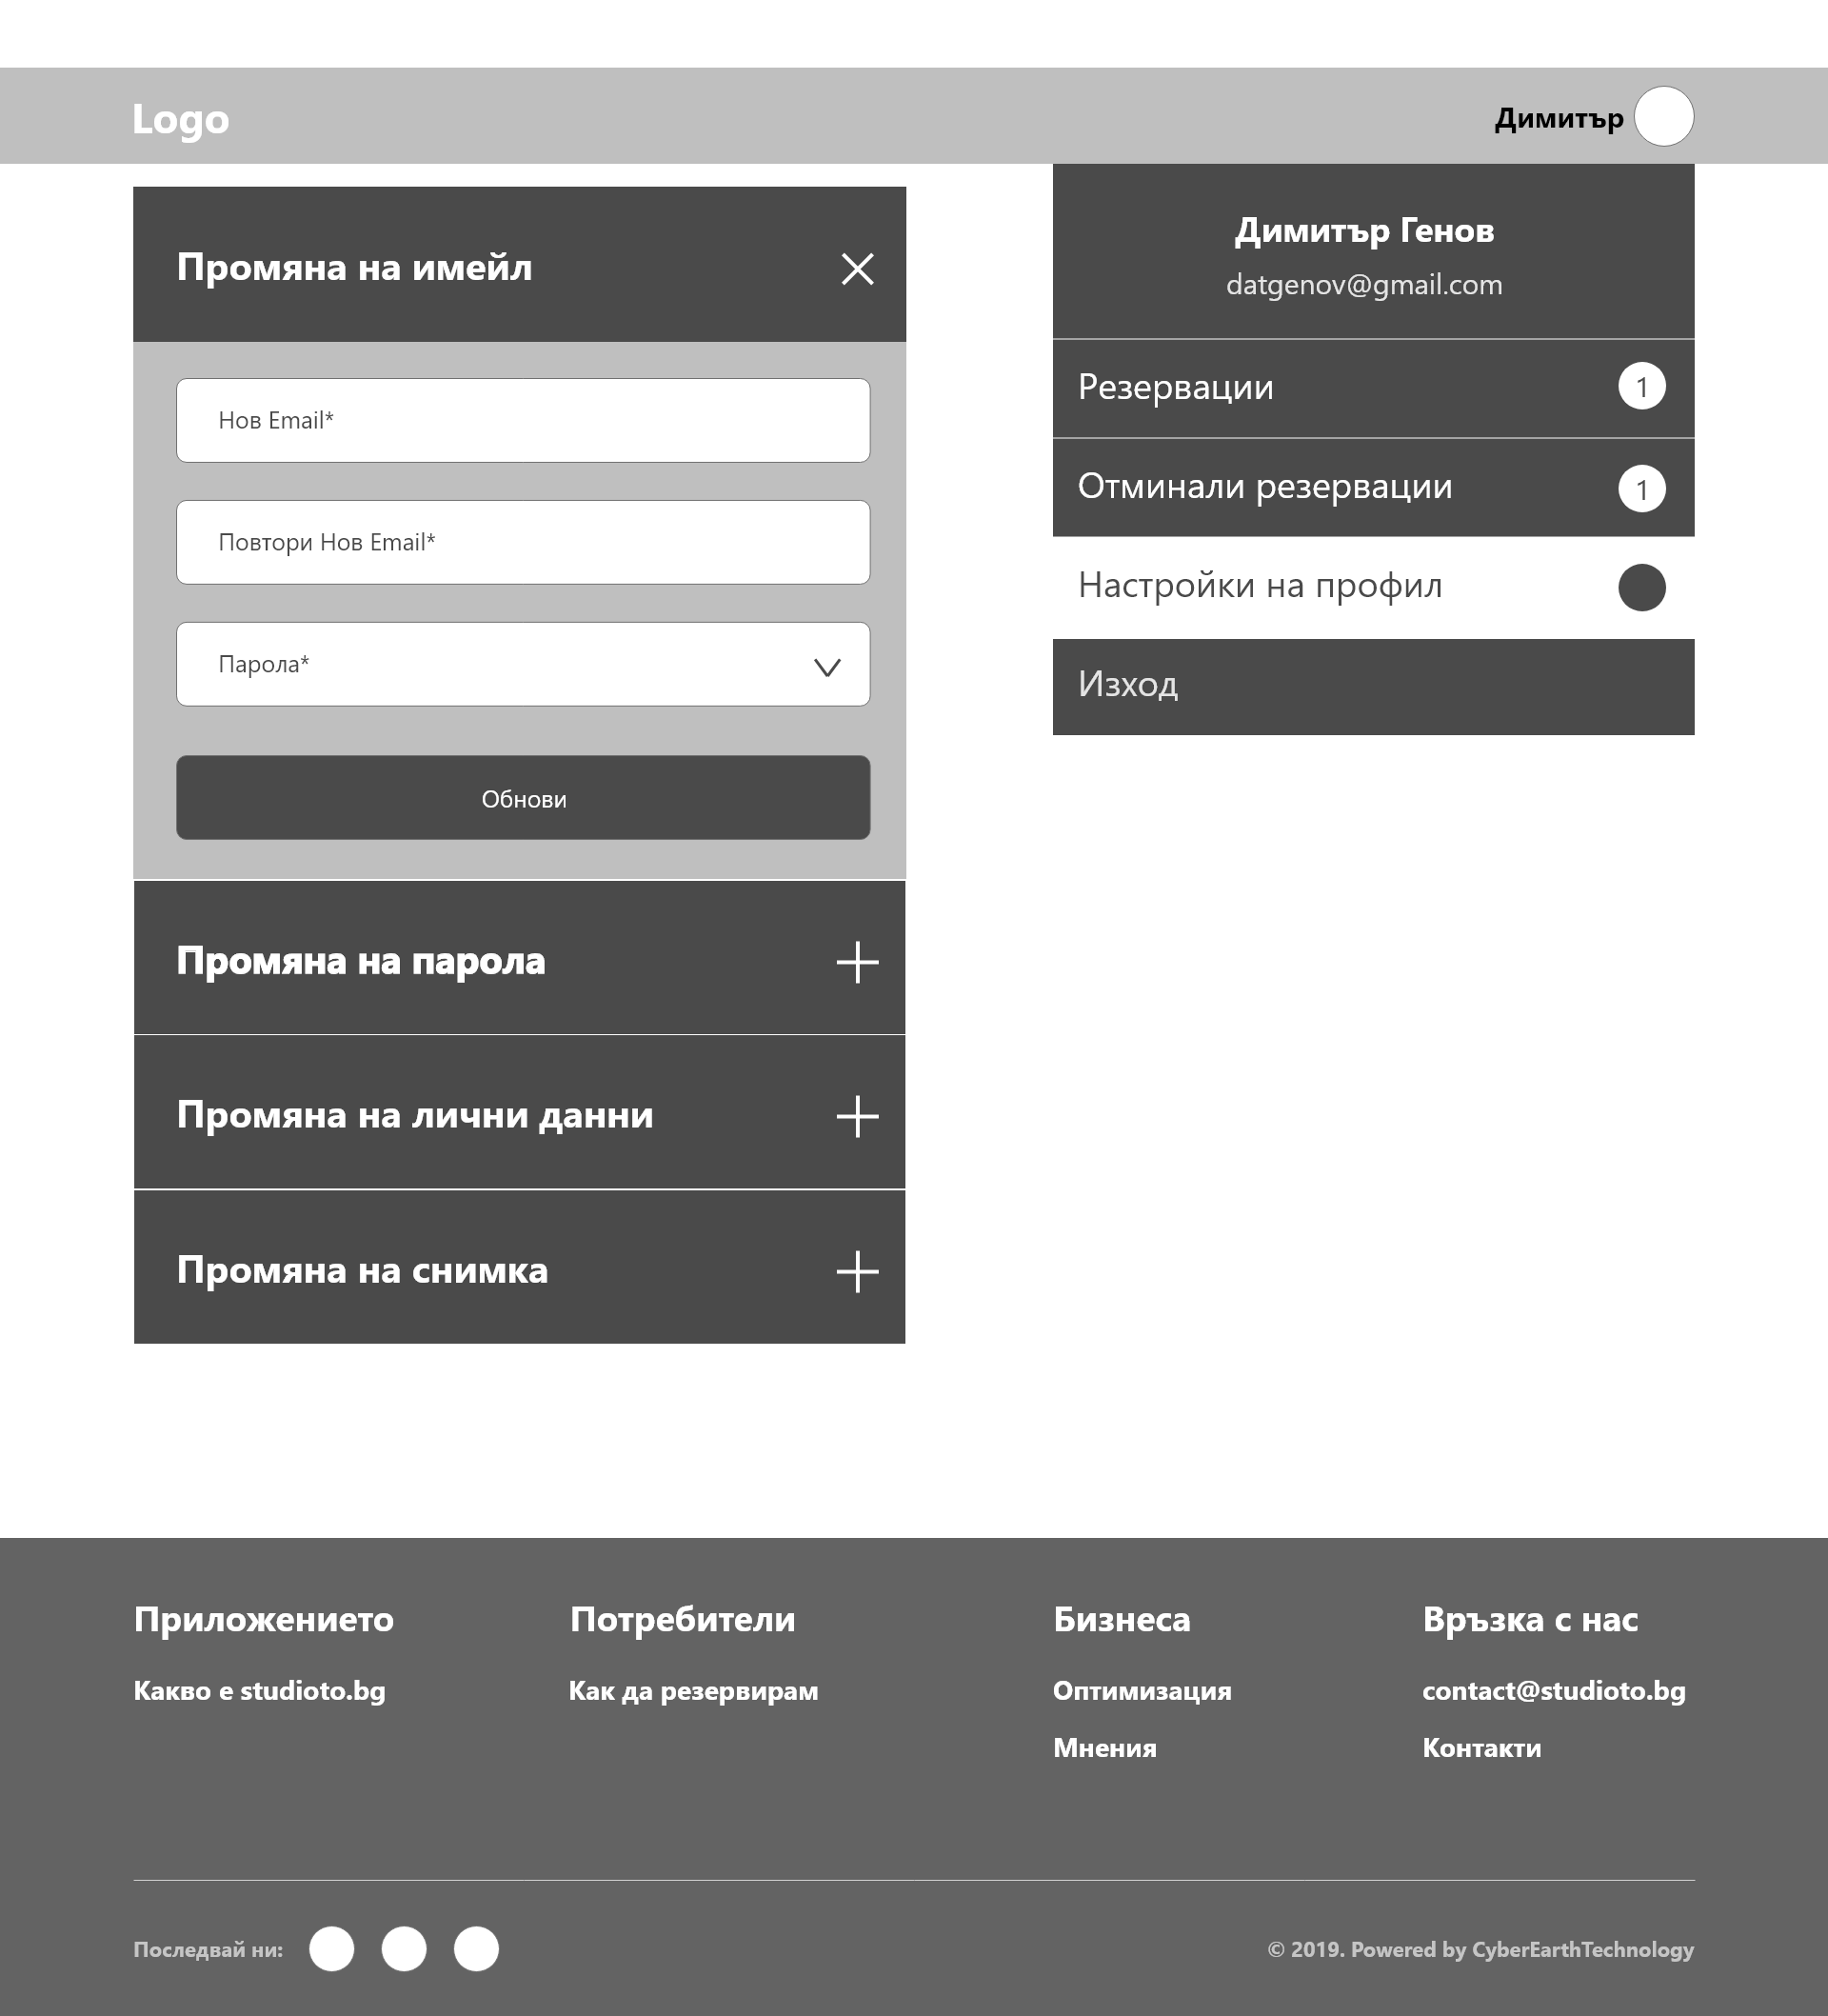 Logo
Димитър
Промяна на имейл
Нов Email*
Повтори Нов Email*
Парола*
Обнови
Промяна на парола
Промяна на лични данни
Промяна на снимка
Димитър Генов
datgenov@gmail.com
Резервации
1
Отминали резервации
1
Настройки на профил
Изход
Приложението
Какво е studioto.bg
Потребители
Как да резервирам
Бизнеса
Оптимизация
Мнения
Връзка с нас
contact@studioto.bg
Контакти
Последвай ни:
© 2019. Powered by CyberEarthTechnology